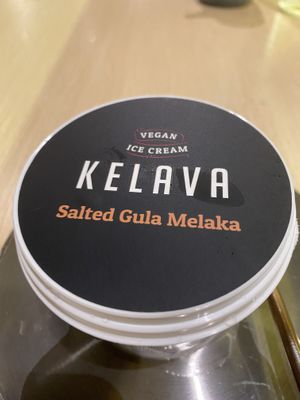 VEGAN
ICE CREAM
KELAVA
Salted Gula Melaka